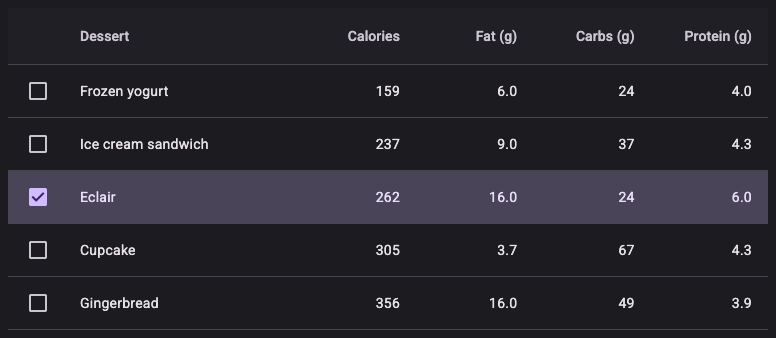 Dessert Calories Fat (g) Carbs (g) Protein (g)
Frozen yogurt 159 6.0 24 4.0
Ice cream sandwich 237 9.0 37 4.3
Eclair 262 16.0 24 6.0
Cupcake 305 3.7 67 4.3
Gingerbread 356 16.0 49 3.9